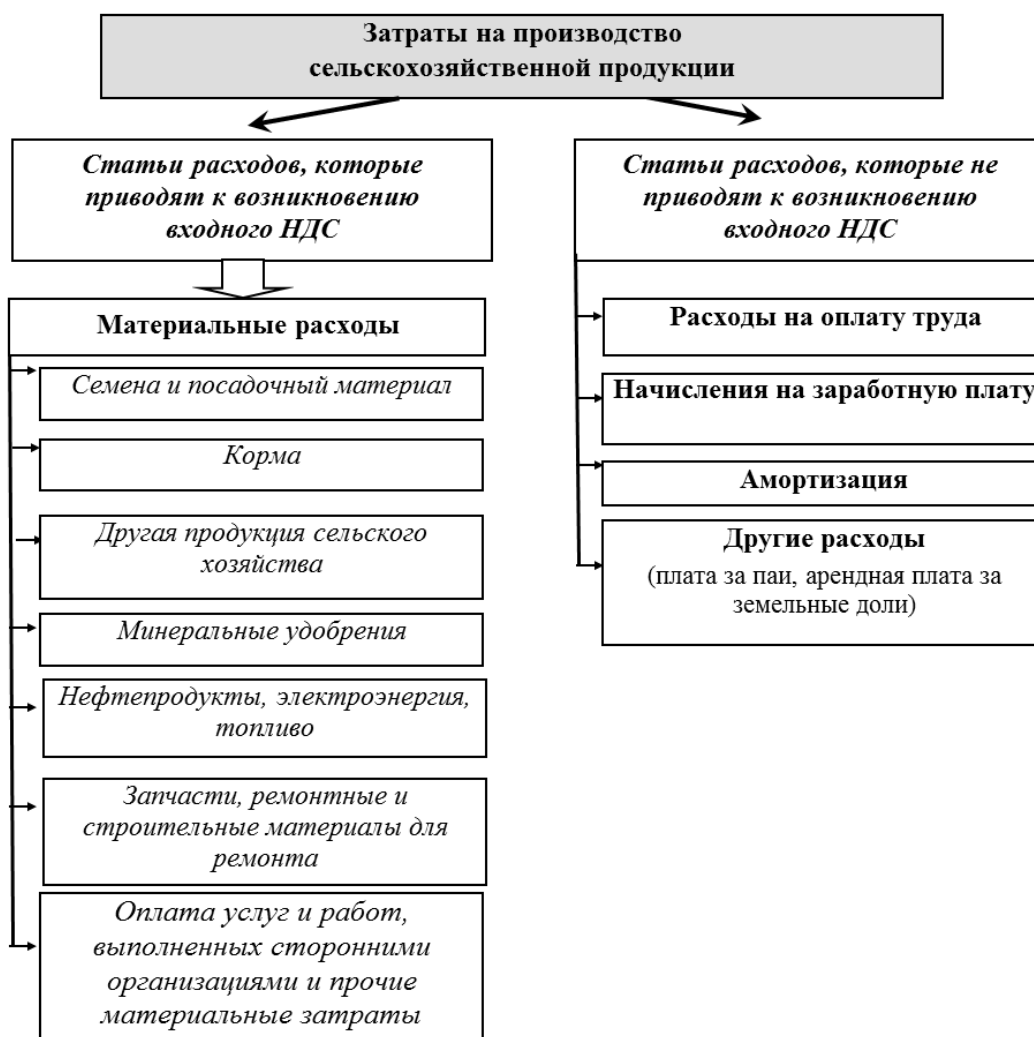 Затраты на производство
сельскохозяйственной продукции
Статьи расходов, которые
приводят к возникновению
входного НДС
Материальные расходы
Семена и посадочный материал
Корма
Другая продукция сельского
хозяйства
Минеральные удобрения
Нефтепродукты, электроэнергия,
топливо
Запчасти, ремонтные и
строительные материалы для
ремонта
Оплата услуг и работ,
выполненных сторонними
организациями и прочие
материальные затраты
Статьи расходов, которые не
приводят к возникновению
входного НДС
Расходы на оплату труда
Начисления на заработную плату
Амортизация
Другие расходы
(плата за паи, арендная плата за
земельные доли)